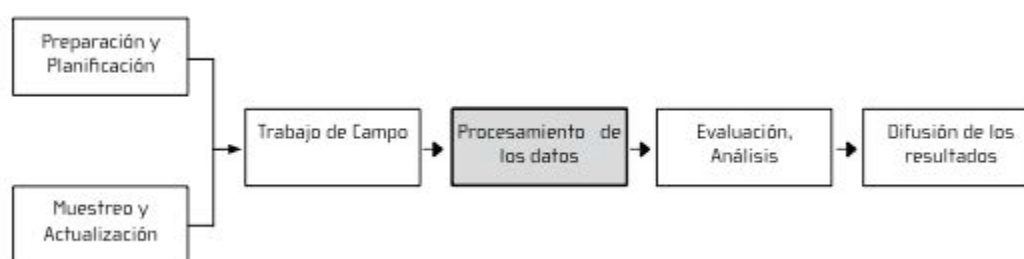 Preparación y
Planificación
Muestreo y
Actualización
Trabajo de Campo
Procesamiento de
los datos
Evaluación,
Análisis
Difusión de los
resultados